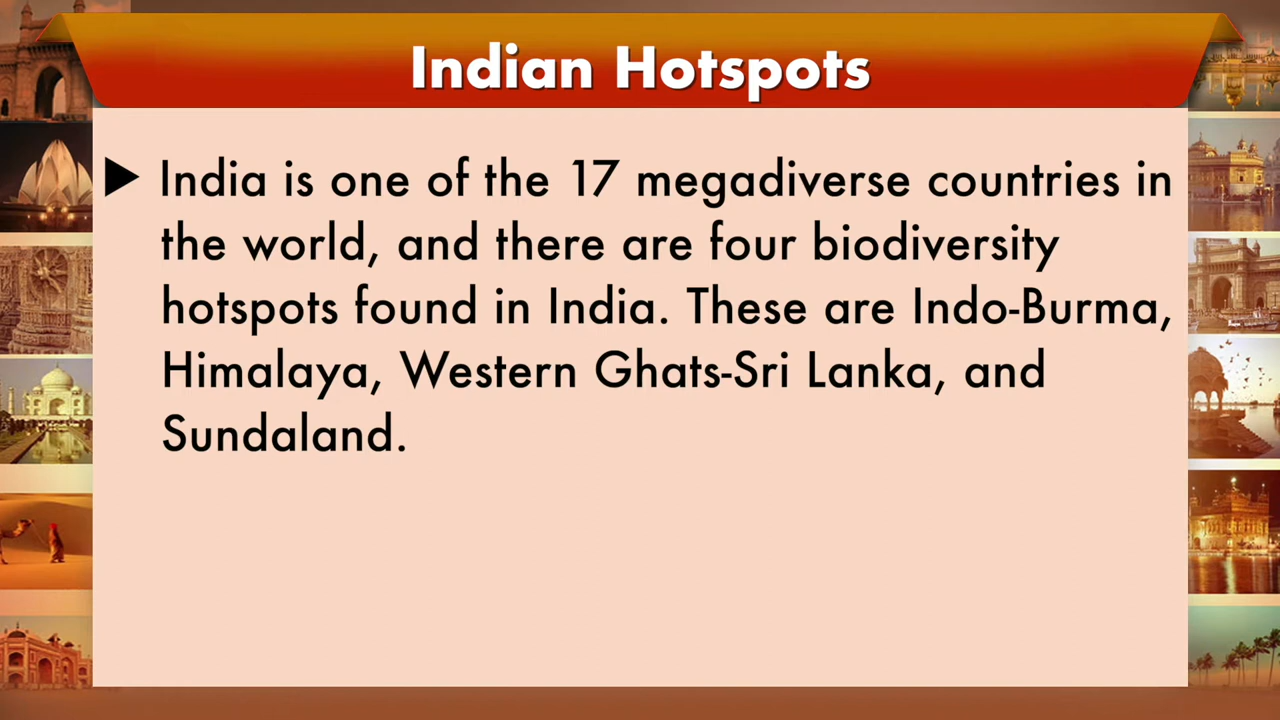 Indian Hotspots
▶ India is one of the 17 megadiverse countries in
the world, and there are four biodiversity
hotspots found in India. These are Indo-Burma,
Himalaya, Western Ghats-Sri Lanka, and
Sundaland.